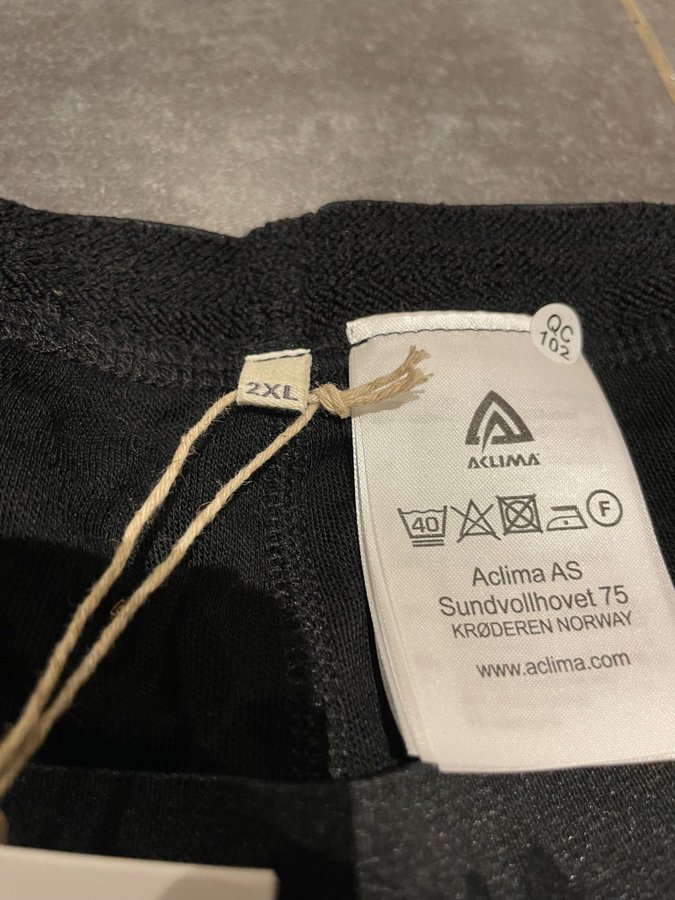 QC
102
2XL
ACLIMA
40
F
Aclima AS
Sundvollhovet 75
KRØDEREN NORWAY
www.aclima.com